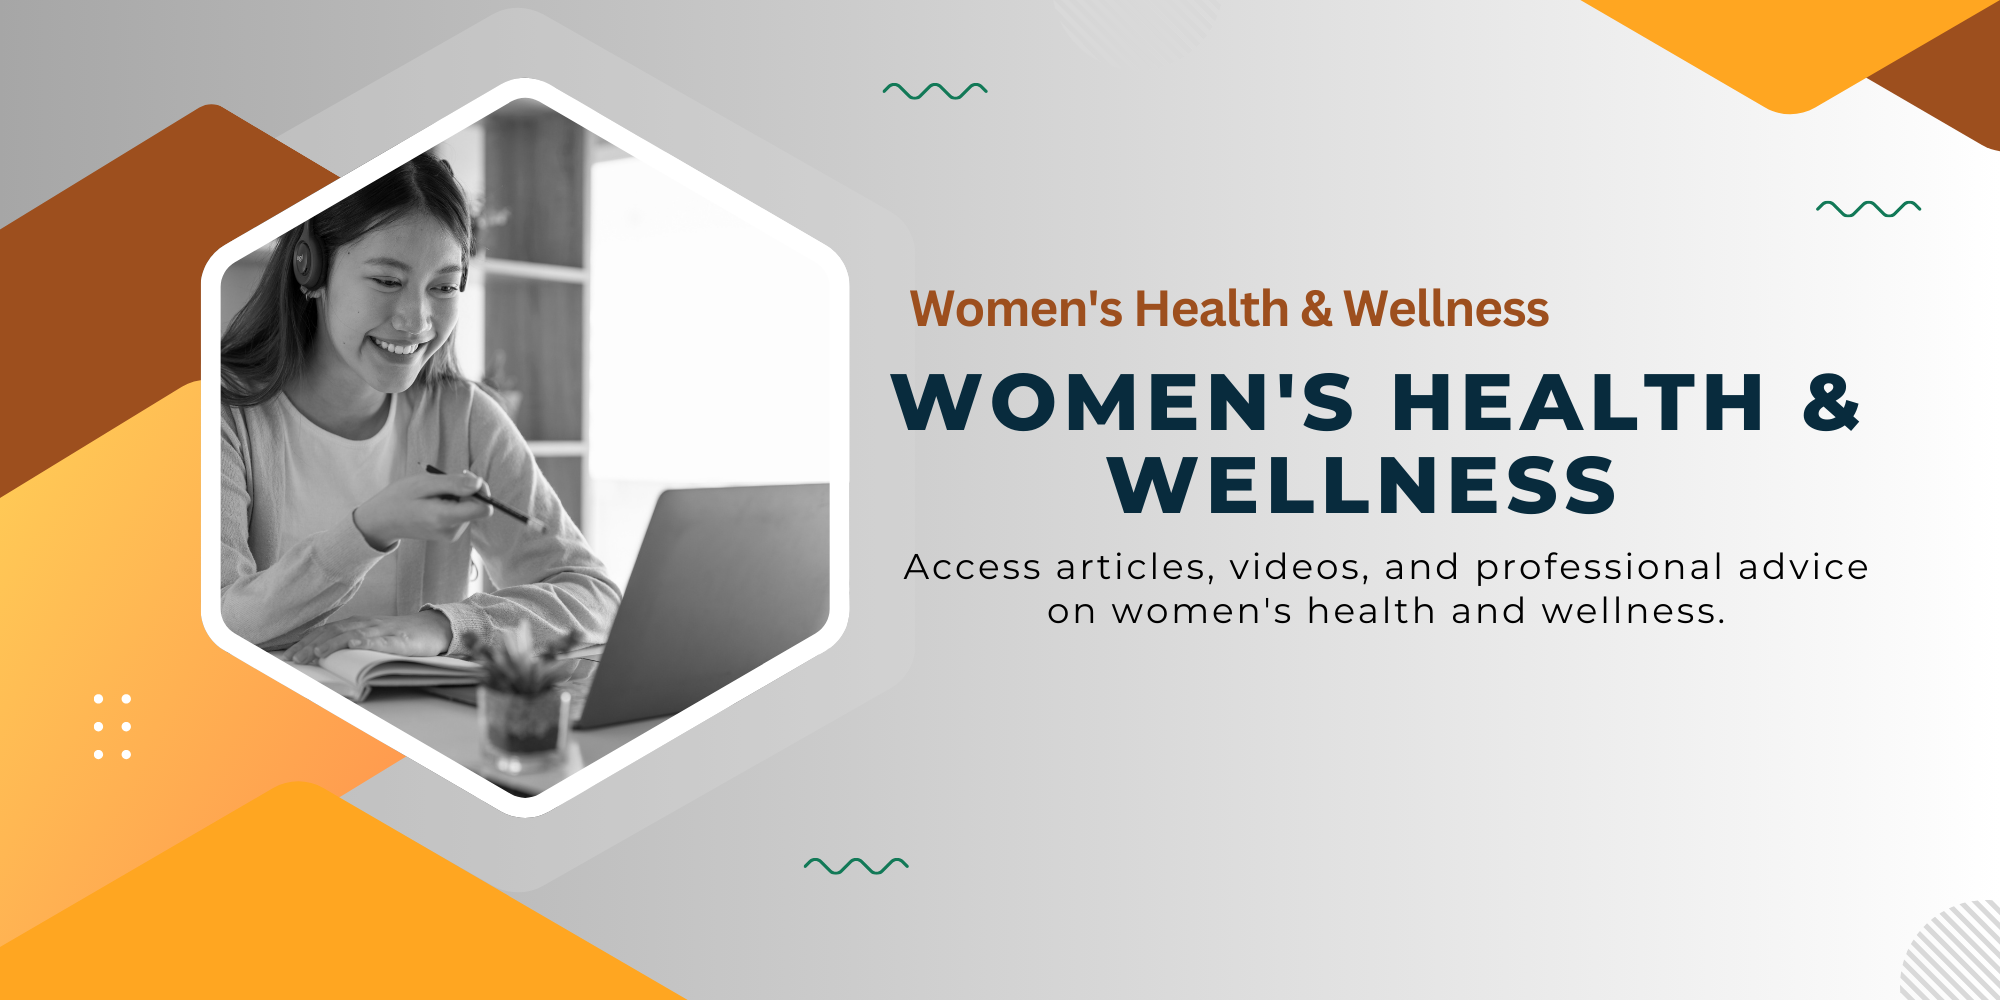 Women's Health & Wellness
WOMEN'S HEALTH &
WELLNESS
Access articles, videos, and professional advice
on women's health and wellness.